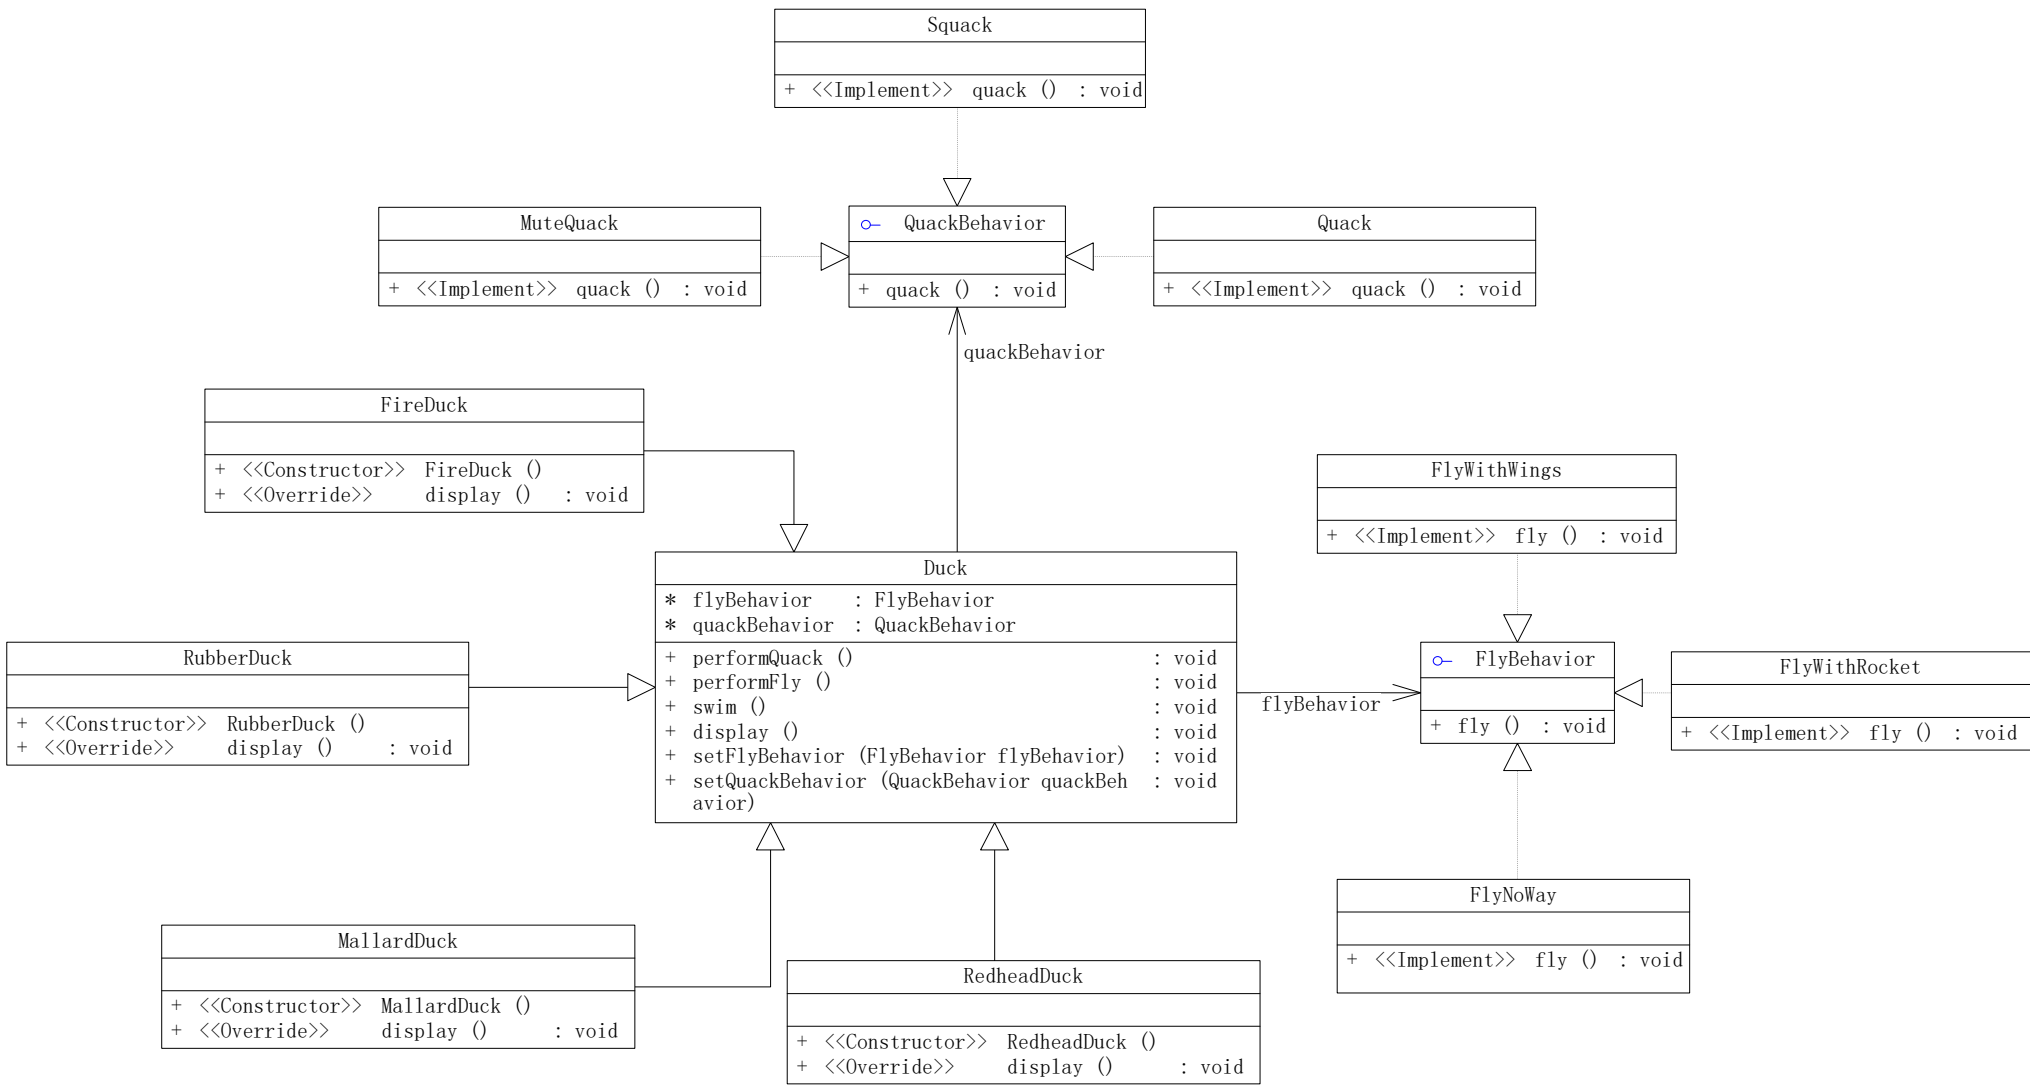 Squack
+ <<Implement>> quack () : void
MuteQuack
+ <<Implement>> quack () : void
QuackBehavior
+ quack () : void
Quack
+ <<Implement>> quack () : void
quackBehavior
FireDuck
+ <<Constructor>> FireDuck ()
+ <<Override>> display () : void
FlyWithWings
+ <<Implement>> fly () : void
Duck
* flyBehavior : FlyBehavior
* quackBehavior : QuackBehavior
+ performQuack () : void
+ performFly () : void
+ swim () : void
+ display () : void
+ setFlyBehavior (FlyBehavior flyBehavior) : void
+ setQuackBehavior (QuackBehavior quackBeh : void
avior)
RubberDuck
+ <<Constructor>> RubberDuck ()
+ <<Override>> display () : void
flyBehavior
FlyBehavior
+ fly () : void
FlyWithRocket
+ <<Implement>> fly () : void
FlyNoWay
+ <<Implement>> fly () : void
MallardDuck
+ <<Constructor>> MallardDuck ()
+ <<Override>> display () : void
RedheadDuck
+ <<Constructor>> RedheadDuck ()
+ <<Override>> display () : void